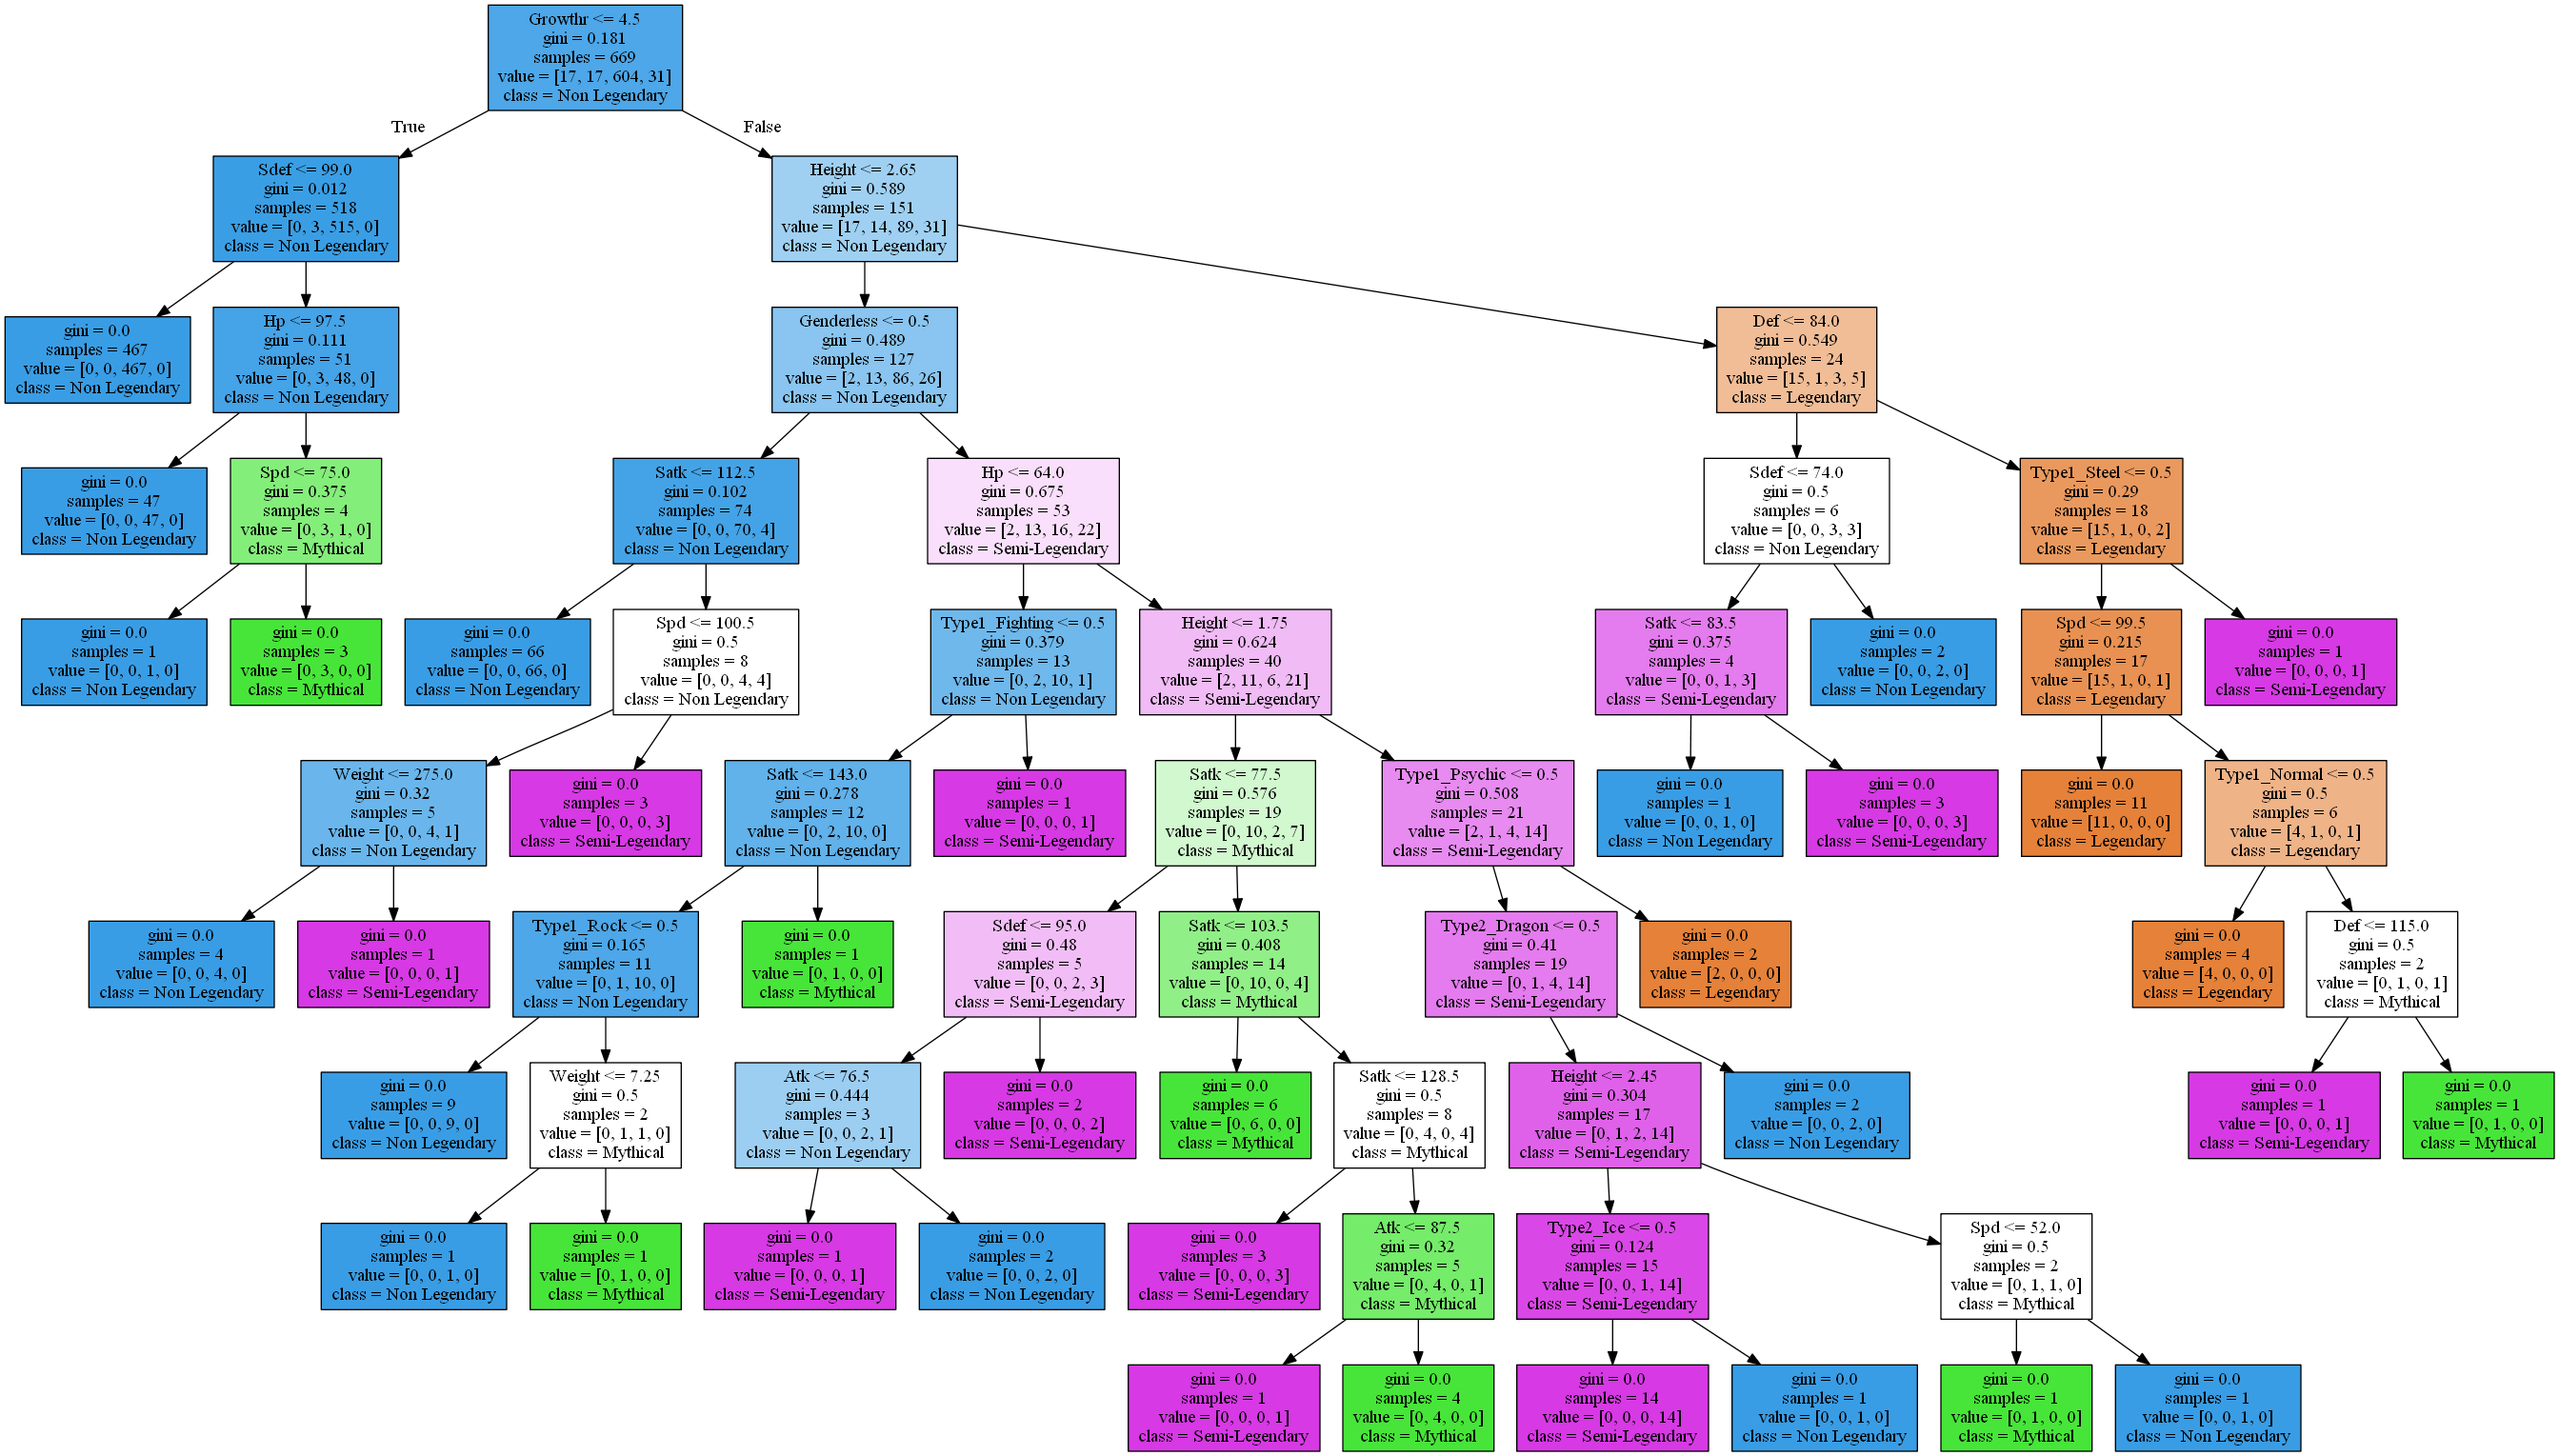 Growthr <= 4.5
gini = 0.181
samples = 669
value = [17, 17, 604, 31]
class = Non Legendary
True
False
Sdef <= 99.0
gini = 0.012
samples = 518
value = [0, 3, 515, 0]
class = Non Legendary
Height <= 2.65
gini = 0.589
samples = 151
value = [17, 14, 89, 31]
class = Non Legendary
gini = 0.0
samples = 467
value = [0, 0, 467, 0]
class = Non Legendary
Hp <= 97.5
gini = 0.111
samples = 51
value = [0, 3, 48, 0]
class = Non Legendary
Genderless <= 0.5
gini = 0.489
samples = 127
value = [2, 13, 86, 26]
class = Non Legendary
Def <= 84.0
gini = 0.549
samples = 24
value = [15, 1, 3, 5]
class = Legendary
gini = 0.0
samples = 47
value = [0, 0, 47, 0]
class = Non Legendary
Spd <= 75.0
gini = 0.375
samples = 4
value = [0, 3, 1, 0]
class = Mythical
Satk <= 112.5
gini = 0.102
samples = 74
value = [0, 0, 70, 4]
class = Non Legendary
Hp <= 64.0
gini = 0.675
samples = 53
value = [2, 13, 16, 22]
class = Semi-Legendary
Sdef <= 74.0
gini = 0.5
samples = 6
value = [0, 0, 3, 3]
class = Non Legendary
Type1_Steel <= 0.5
gini = 0.29
samples = 18
value = [15, 1, 0, 2]
class = Legendary
gini = 0.0
samples = 1
value = [0, 0, 1, 0]
class = Non Legendary
gini = 0.0
samples = 3
value = [0, 3, 0, 0]
class = Mythical
gini = 0.0
samples = 66
value = [0, 0, 66, 0]
class = Non Legendary
Spd <= 100.5
gini = 0.5
samples = 8
value = [0, 0, 4, 4]
class = Non Legendary
Type1_Fighting <= 0.5
gini = 0.379
samples = 13
value = [0, 2, 10, 1]
class = Non Legendary
Height <= 1.75
gini = 0.624
samples = 40
value = [2, 11, 6, 21]
class = Semi-Legendary
Satk <= 83.5
gini = 0.375
samples = 4
value = [0, 0, 1, 3]
class = Semi-Legendary
gini = 0.0
samples = 2
value = [0, 0, 2, 0]
class = Non Legendary
Spd <= 99.5
gini = 0.215
samples = 17
value = [15, 1, 0, 1]
class = Legendary
gini = 0.0
samples = 1
value = [0, 0, 0, 1]
class = Semi-Legendary
Weight <= 275.0
gini = 0.32
samples = 5
value = [0, 0, 4, 1]
class = Non Legendary
gini = 0.0
samples = 3
value = [0, 0, 0, 3]
class = Semi-Legendary
Satk <= 143.0
gini = 0.278
samples = 12
value = [0, 2, 10, 0]
class = Non Legendary
gini = 0.0
samples = 1
value = [0, 0, 0, 1]
class = Semi-Legendary
Satk <= 77.5
gini = 0.576
samples = 19
value = [0, 10, 2, 7]
class = Mythical
Type1_Psychic <= 0.5
gini = 0.508
samples = 21
value = [2, 1, 4, 14]
class = Semi-Legendary
gini = 0.0
samples = 1
value = [0, 0, 1, 0]
class = Non Legendary
gini = 0.0
samples = 3
value = [0, 0, 0, 3]
class = Semi-Legendary
gini = 0.0
samples = 11
value = [11, 0, 0, 0]
class = Legendary
Type1_Normal <= 0.5
gini = 0.5
samples = 6
value = [4, 1, 0, 1]
class = Legendary
gini = 0.0
samples = 4
value = [0, 0, 4, 0]
class = Non Legendary
gini = 0.0
samples = 1
value = [0, 0, 0, 1]
class = Semi-Legendary
Type1_Rock <= 0.5
gini = 0.165
samples = 11
value = [0, 1, 10, 0]
class = Non Legendary
gini = 0.0
samples = 1
value = [0, 1, 0, 0]
class = Mythical
Sdef <= 95.0
gini = 0.48
samples = 5
value = [0, 0, 2, 3]
class = Semi-Legendary
Satk <= 103.5
gini = 0.408
samples = 14
value = [0, 10, 0, 4]
class = Mythical
Type2_Dragon <= 0.5
gini = 0.41
samples = 19
value = [0, 1, 4, 14]
class = Semi-Legendary
gini = 0.0
samples = 2
value = [2, 0, 0, 0]
class = Legendary
gini = 0.0
samples = 4
value = [4, 0, 0, 0]
class = Legendary
Def <= 115.0
gini = 0.5
samples = 2
value = [0, 1, 0, 1]
class = Mythical
gini = 0.0
samples = 9
value = [0, 0, 9, 0]
class = Non Legendary
Weight <= 7.25
gini = 0.5
samples = 2
value = [0, 1, 1, 0]
class = Mythical
Atk <= 76.5
gini = 0.444
samples = 3
value = [0, 0, 2, 1]
class = Non Legendary
gini = 0.0
samples = 2
value = [0, 0, 0, 2]
class = Semi-Legendary
gini = 0.0
samples = 6
value = [0, 6, 0, 0]
class = Mythical
Satk <= 128.5
gini = 0.5
samples = 8
value = [0, 4, 0, 4]
class = Mythical
Height <= 2.45
gini = 0.304
samples = 17
value = [0, 1, 2, 14]
class = Semi-Legendary
gini = 0.0
samples = 2
value = [0, 0, 2, 0]
class = Non Legendary
gini = 0.0
samples = 1
value = [0, 0, 0, 1]
class = Semi-Legendary
gini = 0.0
samples = 1
value = [0, 1, 0, 0]
class = Mythical
gini = 0.0
samples = 1
value = [0, 0, 1, 0]
class = Non Legendary
gini = 0.0
samples = 1
value = [0, 1, 0, 0]
class = Mythical
gini = 0.0
samples = 1
value = [0, 0, 0, 1]
class = Semi-Legendary
gini = 0.0
samples = 2
value = [0, 0, 2, 0]
class = Non Legendary
gini = 0.0
samples = 3
value = [0, 0, 0, 3]
class = Semi-Legendary
Atk <= 87.5
gini = 0.32
samples = 5
value = [0, 4, 0, 1]
class = Mythical
Type2_Ice <= 0.5
gini = 0.124
samples = 15
value = [0, 0, 1, 14]
class = Semi-Legendary
Spd <= 52.0
gini = 0.5
samples = 2
value = [0, 1, 1, 0]
class = Mythical
gini = 0.0
samples = 1
value = [0, 0, 0, 1]
class = Semi-Legendary
gini = 0.0
samples = 4
value = [0, 4, 0, 0]
class = Mythical
gini = 0.0
samples = 14
value = [0, 0, 0, 14]
class = Semi-Legendary
gini = 0.0
samples = 1
value = [0, 0, 1, 0]
class = Non Legendary
gini = 0.0
samples = 1
value = [0, 1, 0, 0]
class = Mythical
gini = 0.0
samples = 1
value = [0, 0, 1, 0]
class = Non Legendary